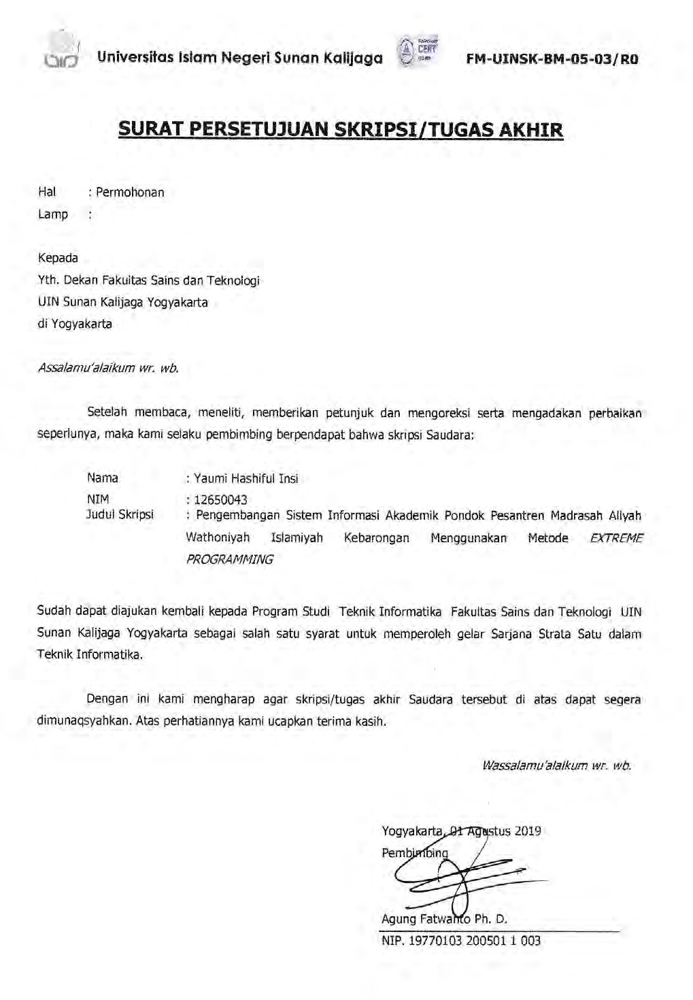 Universitas Islam Negeri Sunan Kalijaga
CERT
FM-UINSK-BM-05-03/R0
SURAT PERSETUJUAN SKRIPSI/TUGAS AKHIR
Hal : Permohonan
Lamp :
Kepada
Yth. Dekan Fakultas Sains dan Teknologi
UIN Sunan Kalijaga Yogyakarta
di Yogyakarta
Assalamu'alaikum wr. wb.
Setelah membaca, meneliti, memberikan petunjuk dan mengoreksi serta mengadakan perbaikan
seperlunya, maka kami selaku pembimbing berpendapat bahwa skripsi Saudara:
Nama : Yaumi Hashiful Insi
NIM : 12650043
Judul Skripsi : Pengembangan Sistem Informasi Akademik Pondok Pesantren Madrasah Aliyah
Wathoniyah Islamiyah Kebarongan Menggunakan Metode EXTREME
PROGRAMMING
Sudah dapat diajukan kembali kepada Program Studi Teknik Informatika Fakultas Sains dan Teknologi UIN
Sunan Kalijaga Yogyakarta sebagai salah satu syarat untuk memperoleh gelar Sarjana Strata Satu dalam
Teknik Informatika.
Dengan ini kami mengharap agar skripsi/tugas akhir Saudara tersebut di atas dapat segera
dimunaqsyahkan. Atas perhatiannya kami ucapkan terima kasih.
Wassalamu'alaikum wr. wb.
Yogyakarta, 01 Agustus 2019
Pembimbing
Agung Fatwanto Ph. D.
NIP. 19770103 200501 1 003